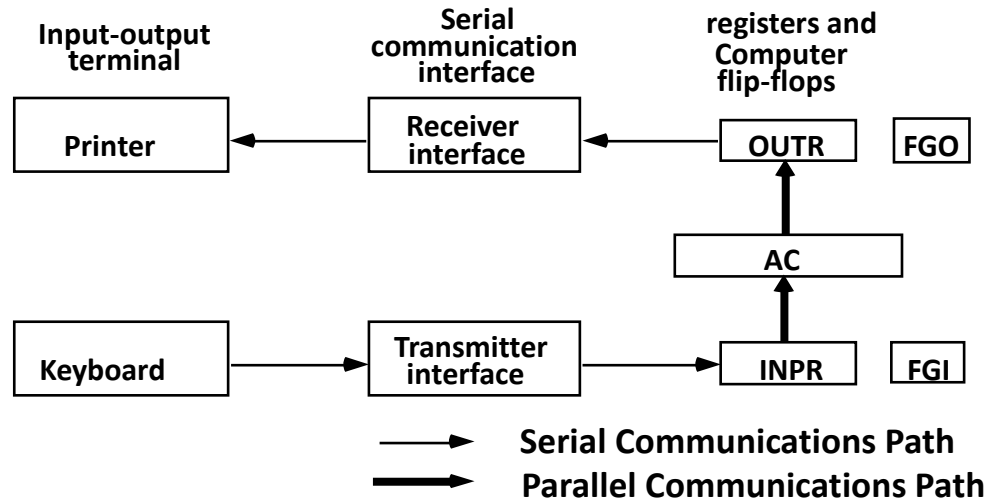 Input-output
terminal
Serial
communication
interface
registers and
Computer
flip-flops
Printer
Receiver
interface
OUTR
FGO
AC
Keyboard
Transmitter
interface
INPR
FGI
Serial Communications Path
Parallel Communications Path